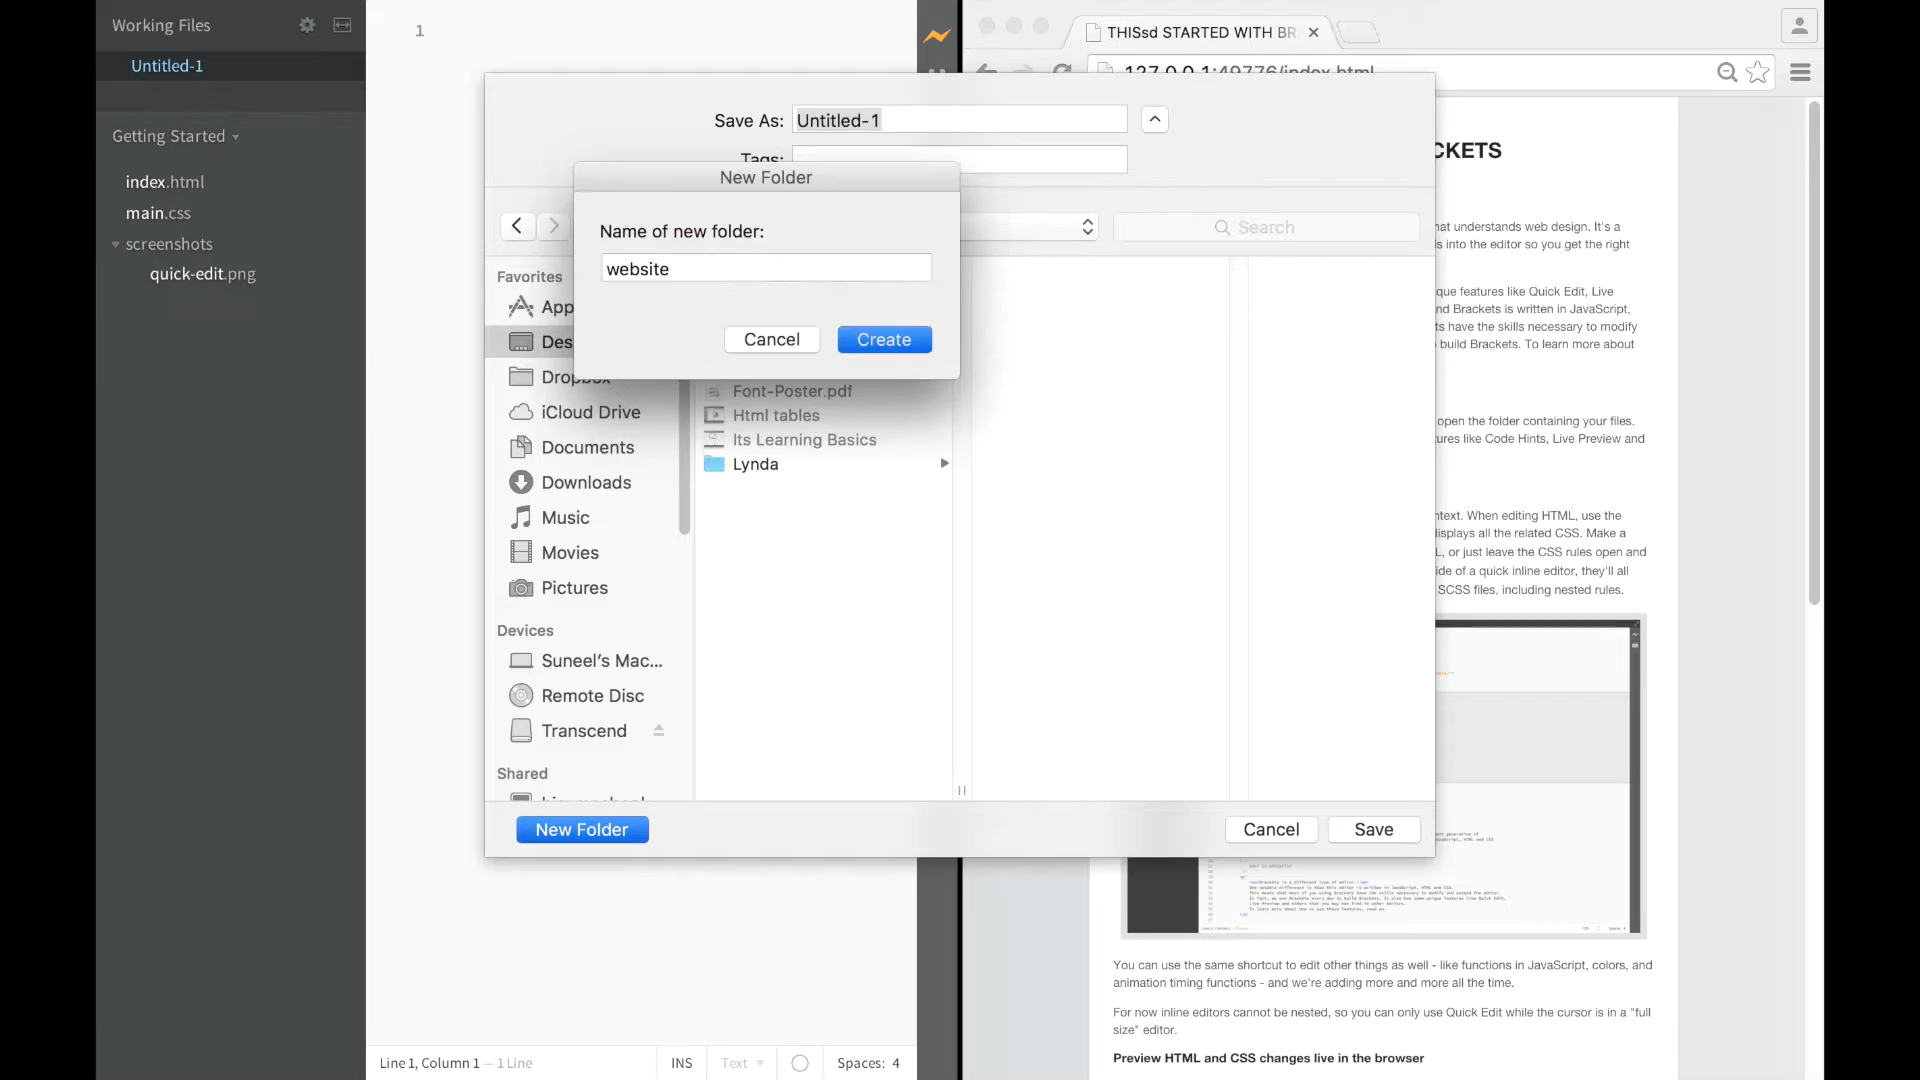 Working Files
Untitled-1
Getting Started
index.html
main.css
screenshots
quick-edit.png
1
Line 1, Column 1 — 1 Line
INS
Text
Spaces: 4
Save As:
Untitled-1
Tags:
New Folder
Name of new folder:
website
Cancel
Create
Search
Favorites
App
Des
Dropbox
iCloud Drive
Documents
Downloads
Music
Movies
Pictures
Devices
Suneel's Mac...
Remote Disc
Transcend
Shared
Font-Poster.pdf
Html tables
Its Learning Basics
Lynda
New Folder
Cancel
Save
THISsd STARTED WITH BR
127.0.0.1:49776/index.html
CKETS
hat understands web design. It's a
s into the editor so you get the right
que features like Quick Edit, Live
nd Brackets is written in JavaScript,
ts have the skills necessary to modify
build Brackets. To learn more about
open the folder containing your files.
ures like Code Hints, Live Preview and
ntext. When editing HTML, use the
displays all the related CSS. Make a
L, or just leave the CSS rules open and
ide of a quick inline editor, they'll all
SCSS files, including nested rules.
You can use the same shortcut to edit other things as well - like functions in JavaScript, colors, and
animation timing functions - and we're adding more and more all the time.
For now inline editors cannot be nested, so you can only use Quick Edit while the cursor is in a "full
size" editor.
Preview HTML and CSS changes live in the browser